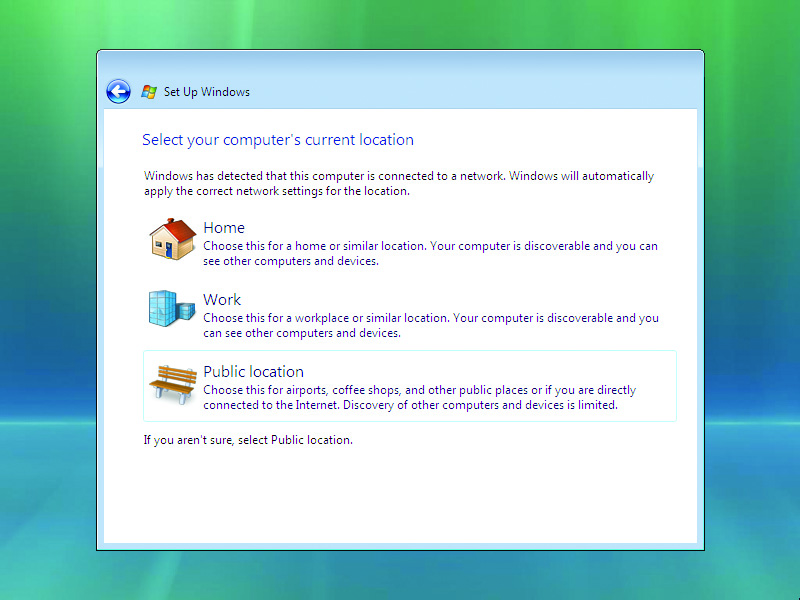 Set Up Windows
Select your computer's current location
Windows has detected that this computer is connected to a network. Windows will automatically
apply the correct network settings for the location.
Home
Choose this for a home or similar location. Your computer is discoverable and you can
see other computers and devices.
Work
Choose this for a workplace or similar location. Your computer is discoverable and you
can see other computers and devices.
Public location
Choose this for airports, coffee shops, and other public places or if you are directly
connected to the Internet. Discovery of other computers and devices is limited.
If you aren't sure, select Public location.